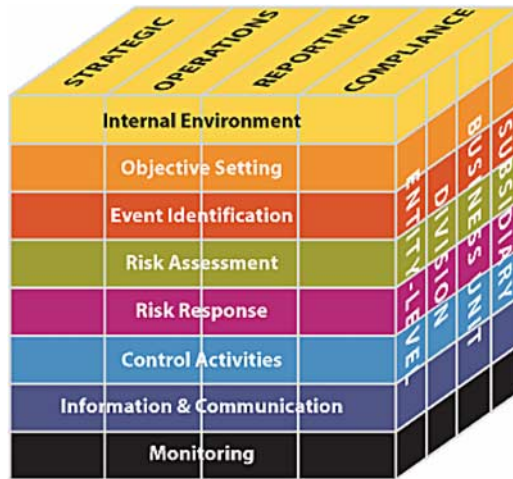 STRATEGIC
OPERATIONS
REPORTING
COMPLIANCE
Internal Environment
Objective Setting
Event Identification
Risk Assessment
Risk Response
Control Activities
Information & Communication
Monitoring
ENTITY-LEVEL
DIVISION
BUSINESS UNIT
SUBSIDIARY